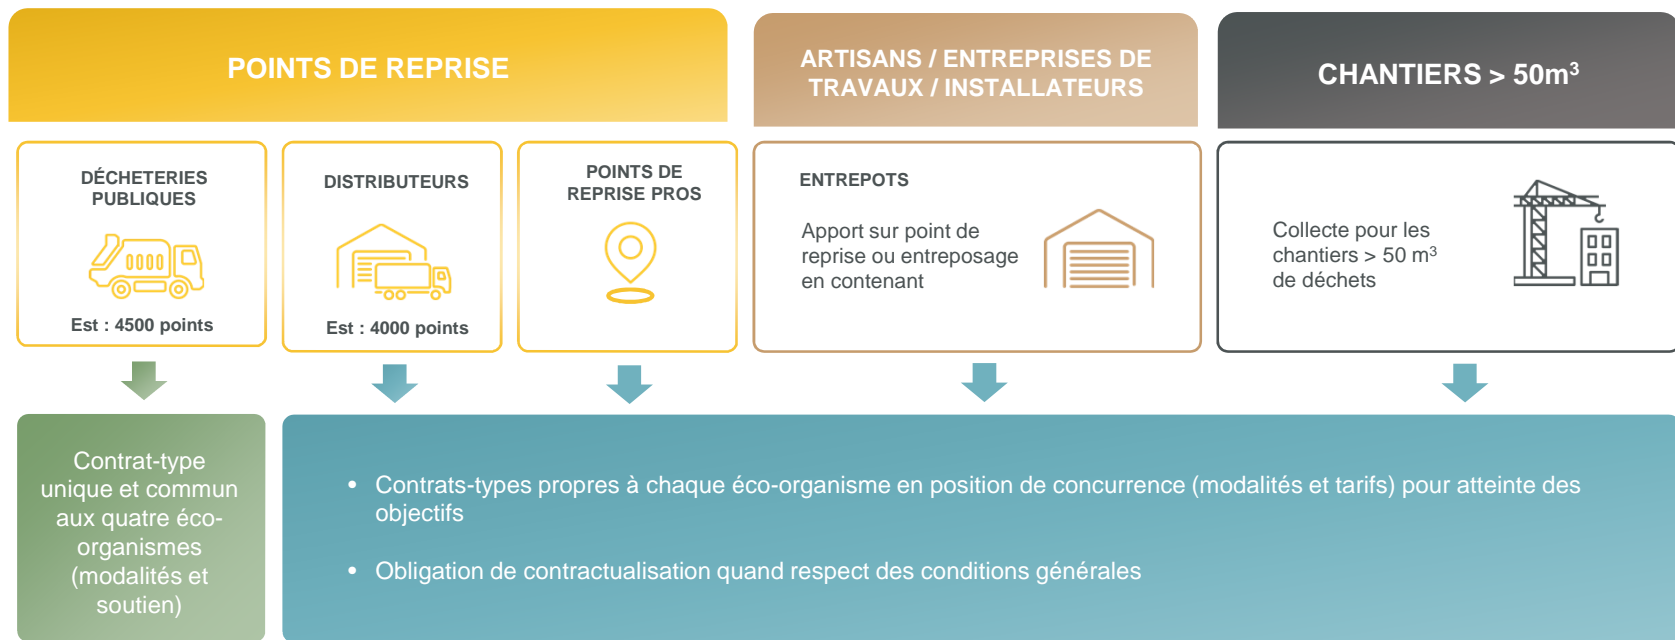 POINTS DE REPRISE
ARTISANS / ENTREPRISES DE
TRAVAUX / INSTALLATEURS
CHANTIERS > 50m³
DÉCHETERIES
PUBLIQUES
Est : 4500 points
DISTRIBUTEURS
Est : 4000 points
POINTS DE
REPRISE PROS
ENTREPOTS
Apport sur point de
reprise ou entreposage
en contenant
Collecte pour les
chantiers > 50 m³
de déchets
Contrat-type
unique et commun
aux quatre éco-
organismes
(modalités et
soutien)
• Contrats-types propres à chaque éco-organisme en position de concurrence (modalités et tarifs) pour atteinte des
objectifs
• Obligation de contractualisation quand respect des conditions générales